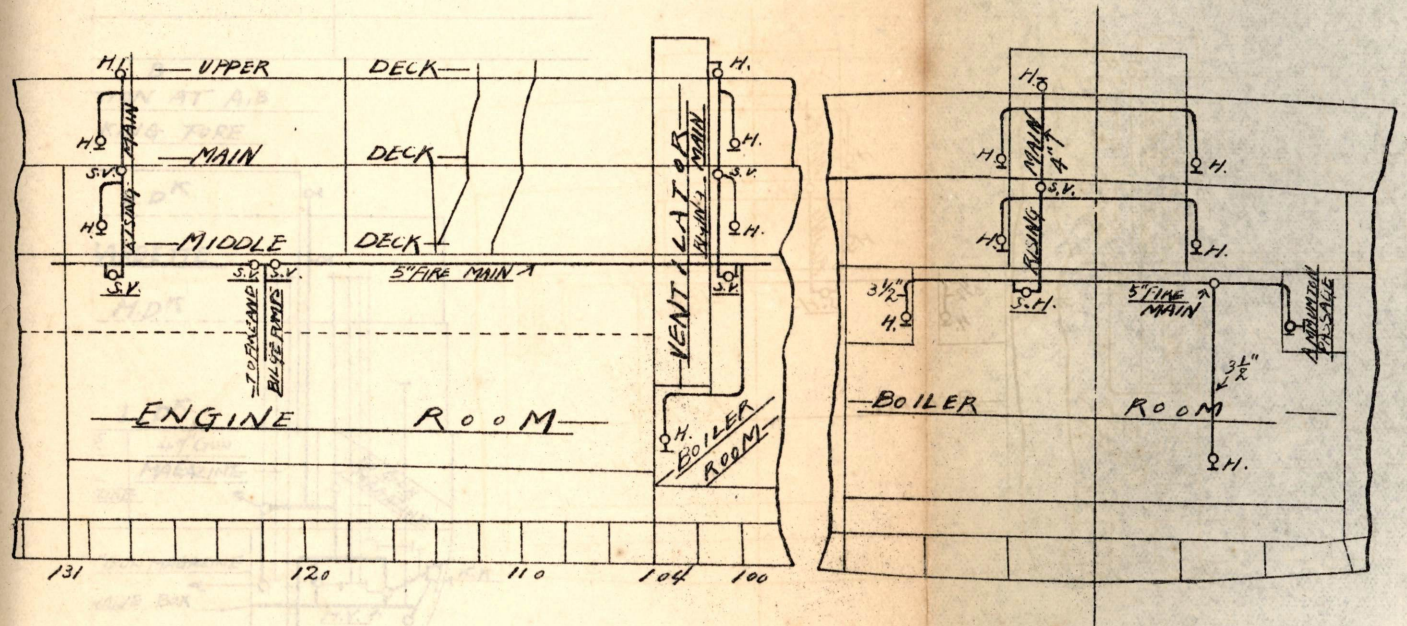 H.
UPPER DECK
H.
H.
MAIN DECK
H.
S.V.
S.V.
RISING MAIN
RISING MAIN
VENTILATOR
H.
H.
MIDDLE DECK
S.V.
S.V.
S.V.
S.V.
5" FIRE MAIN
TO FIRE AND
BILGE PUMPS
ENGINE ROOM
H.
BOILER
ROOM
131 120 110 104 100
H.
RISING MAIN
4"
H.
H.
S.V.
H.
H.
3½"
H.
S.H.
5" FIRE
MAIN
AMMUNITION
PASSAGE
3½
BOILER ROOM
H.